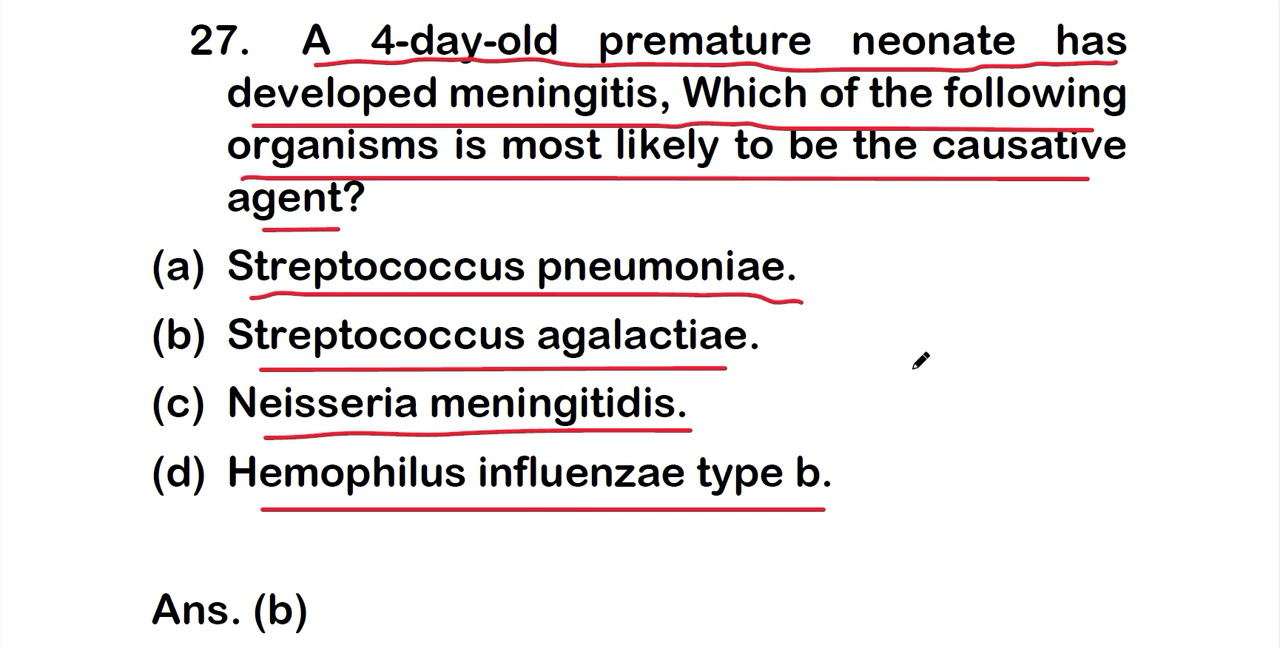 27. A 4-day-old premature neonate has
developed meningitis, Which of the following
organisms is most likely to be the causative
agent?
(a) Streptococcus pneumoniae.
(b) Streptococcus agalactiae.
(c) Neisseria meningitidis.
(d) Hemophilus influenzae type b.
Ans. (b)